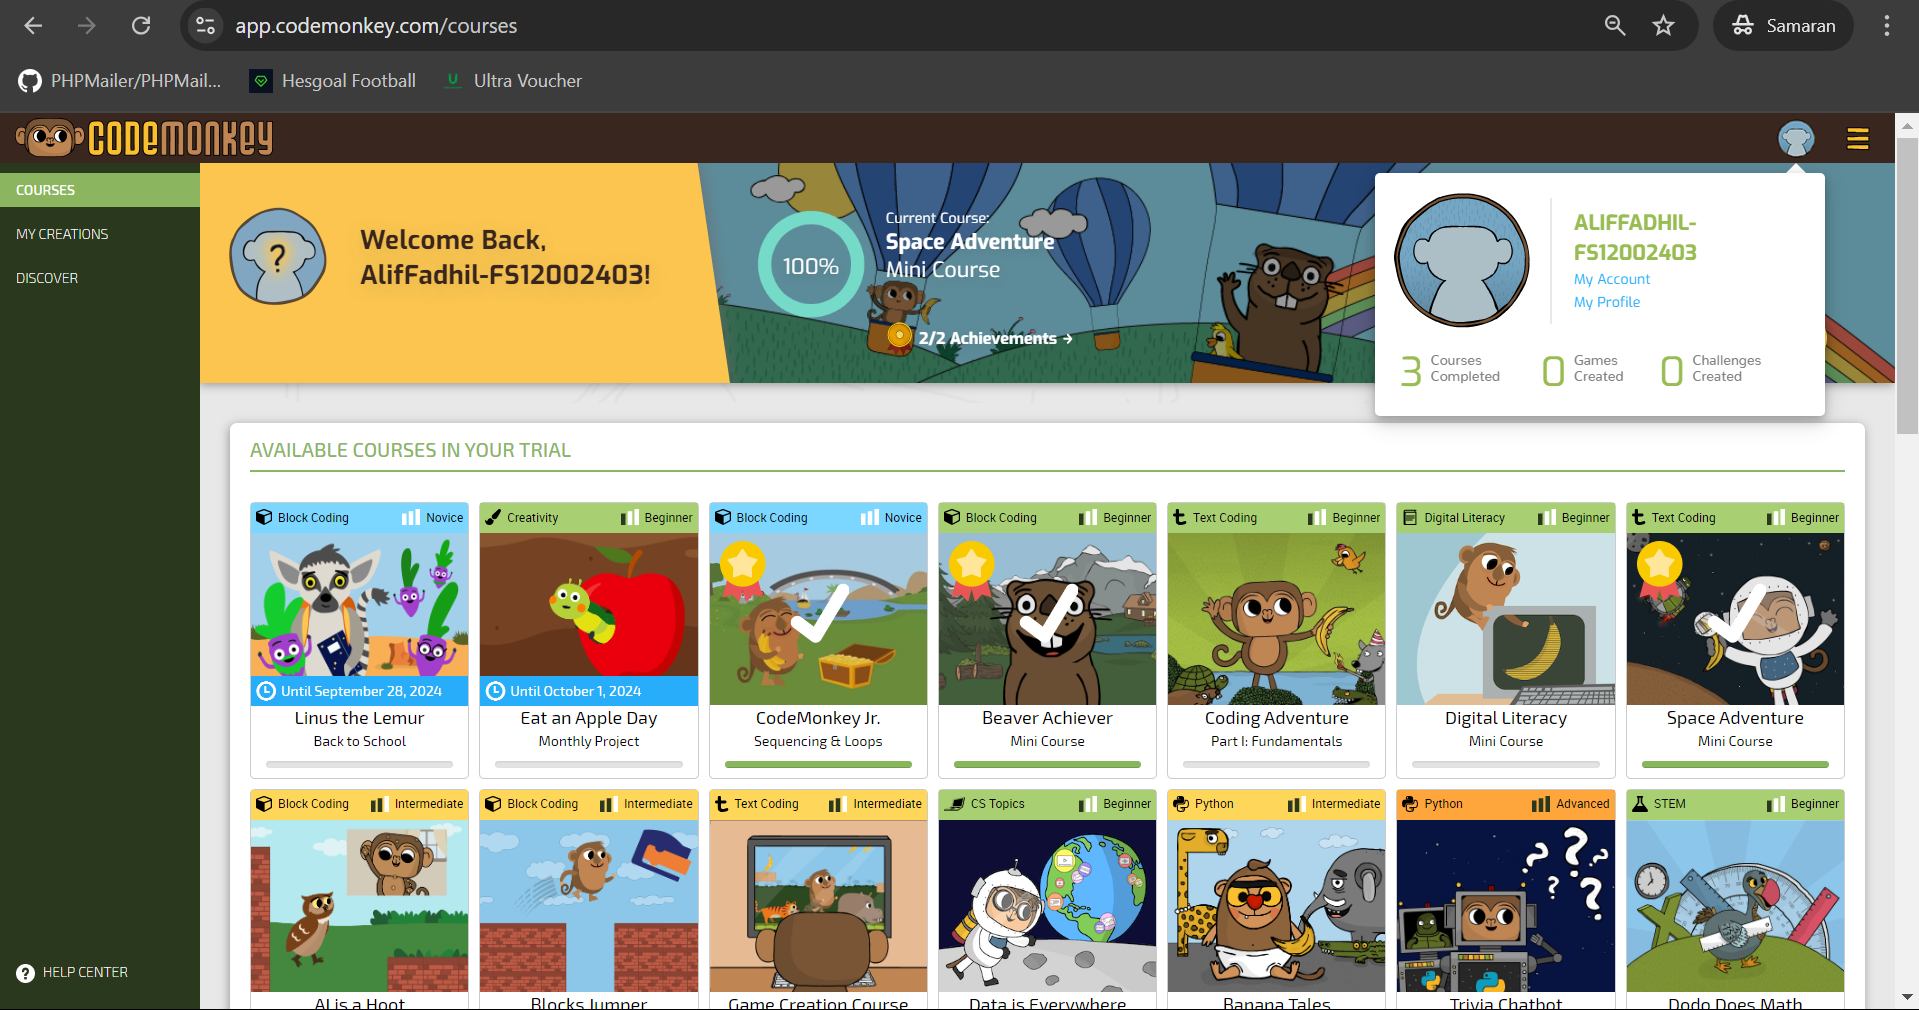 app.codemonkey.com/courses
Samaran
PHPMailer/PHPMail...
Hesgoal Football
Ultra Voucher
CODEMONKEY
COURSES
MY CREATIONS
DISCOVER
HELP CENTER
Welcome Back,
AlifFadhil-FS12002403!
100%
Current Course:
Space Adventure
Mini Course
2/2 Achievements →
ALIFFADHIL-
FS12002403
My Account
My Profile
3 Courses Completed
0 Games Created
0 Challenges Created
AVAILABLE COURSES IN YOUR TRIAL
Block Coding Novice
Until September 28, 2024
Linus the Lemur
Back to School
Creativity Beginner
Until October 1, 2024
Eat an Apple Day
Monthly Project
Block Coding Novice
CodeMonkey Jr.
Sequencing & Loops
Block Coding Beginner
Beaver Achiever
Mini Course
Text Coding Beginner
Coding Adventure
Part I: Fundamentals
Digital Literacy Beginner
Digital Literacy
Mini Course
Text Coding Beginner
Space Adventure
Mini Course
Block Coding Intermediate
Al is a Hoot
Block Coding Intermediate
Blocks Jumper
Text Coding Intermediate
Game Creation Course
CS Topics Beginner
Data is Everywhere
Python Intermediate
Banana Tales
Python Advanced
Trivia Chatbot
STEM Beginner
Dodo Does Math